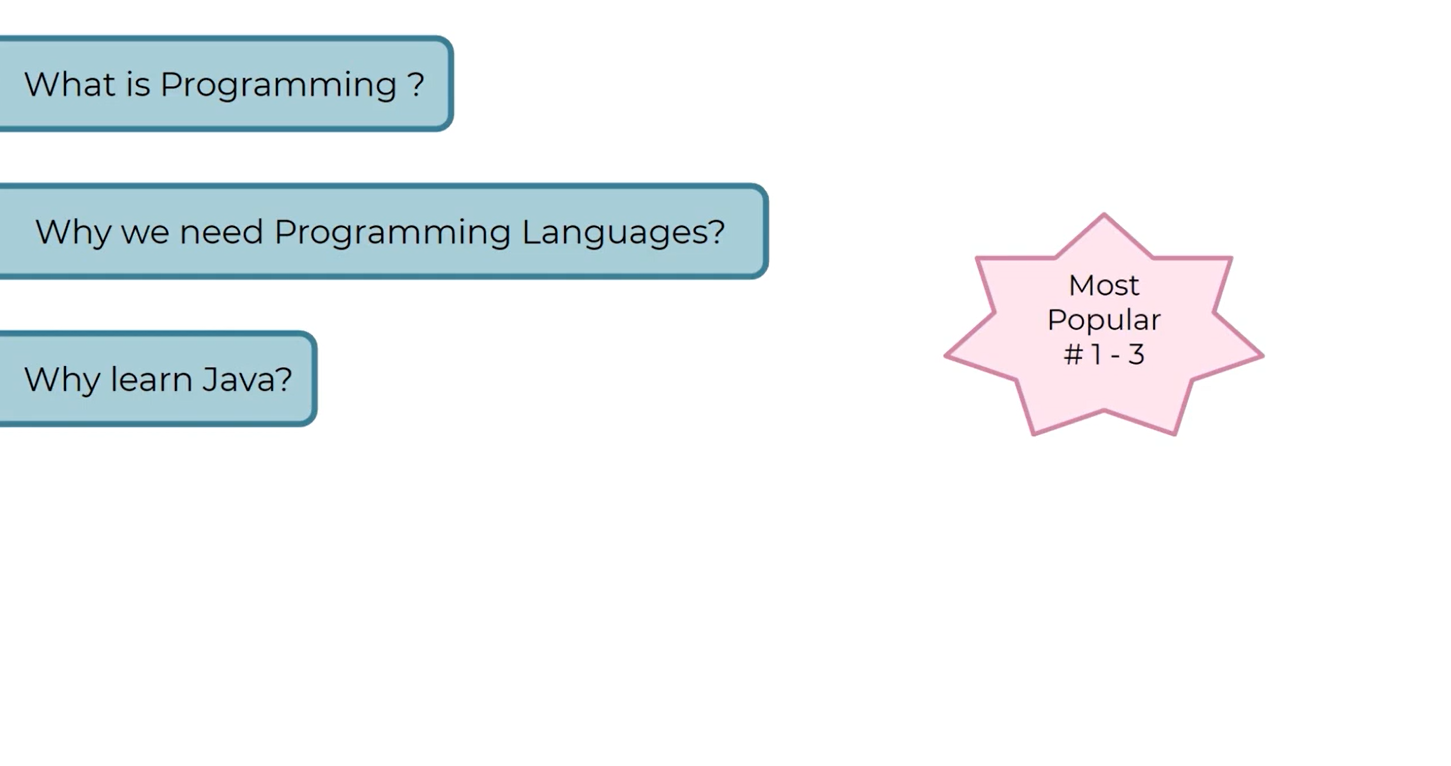 What is Programming ?
Why we need Programming Languages?
Why learn Java?
Most
Popular
# 1 - 3